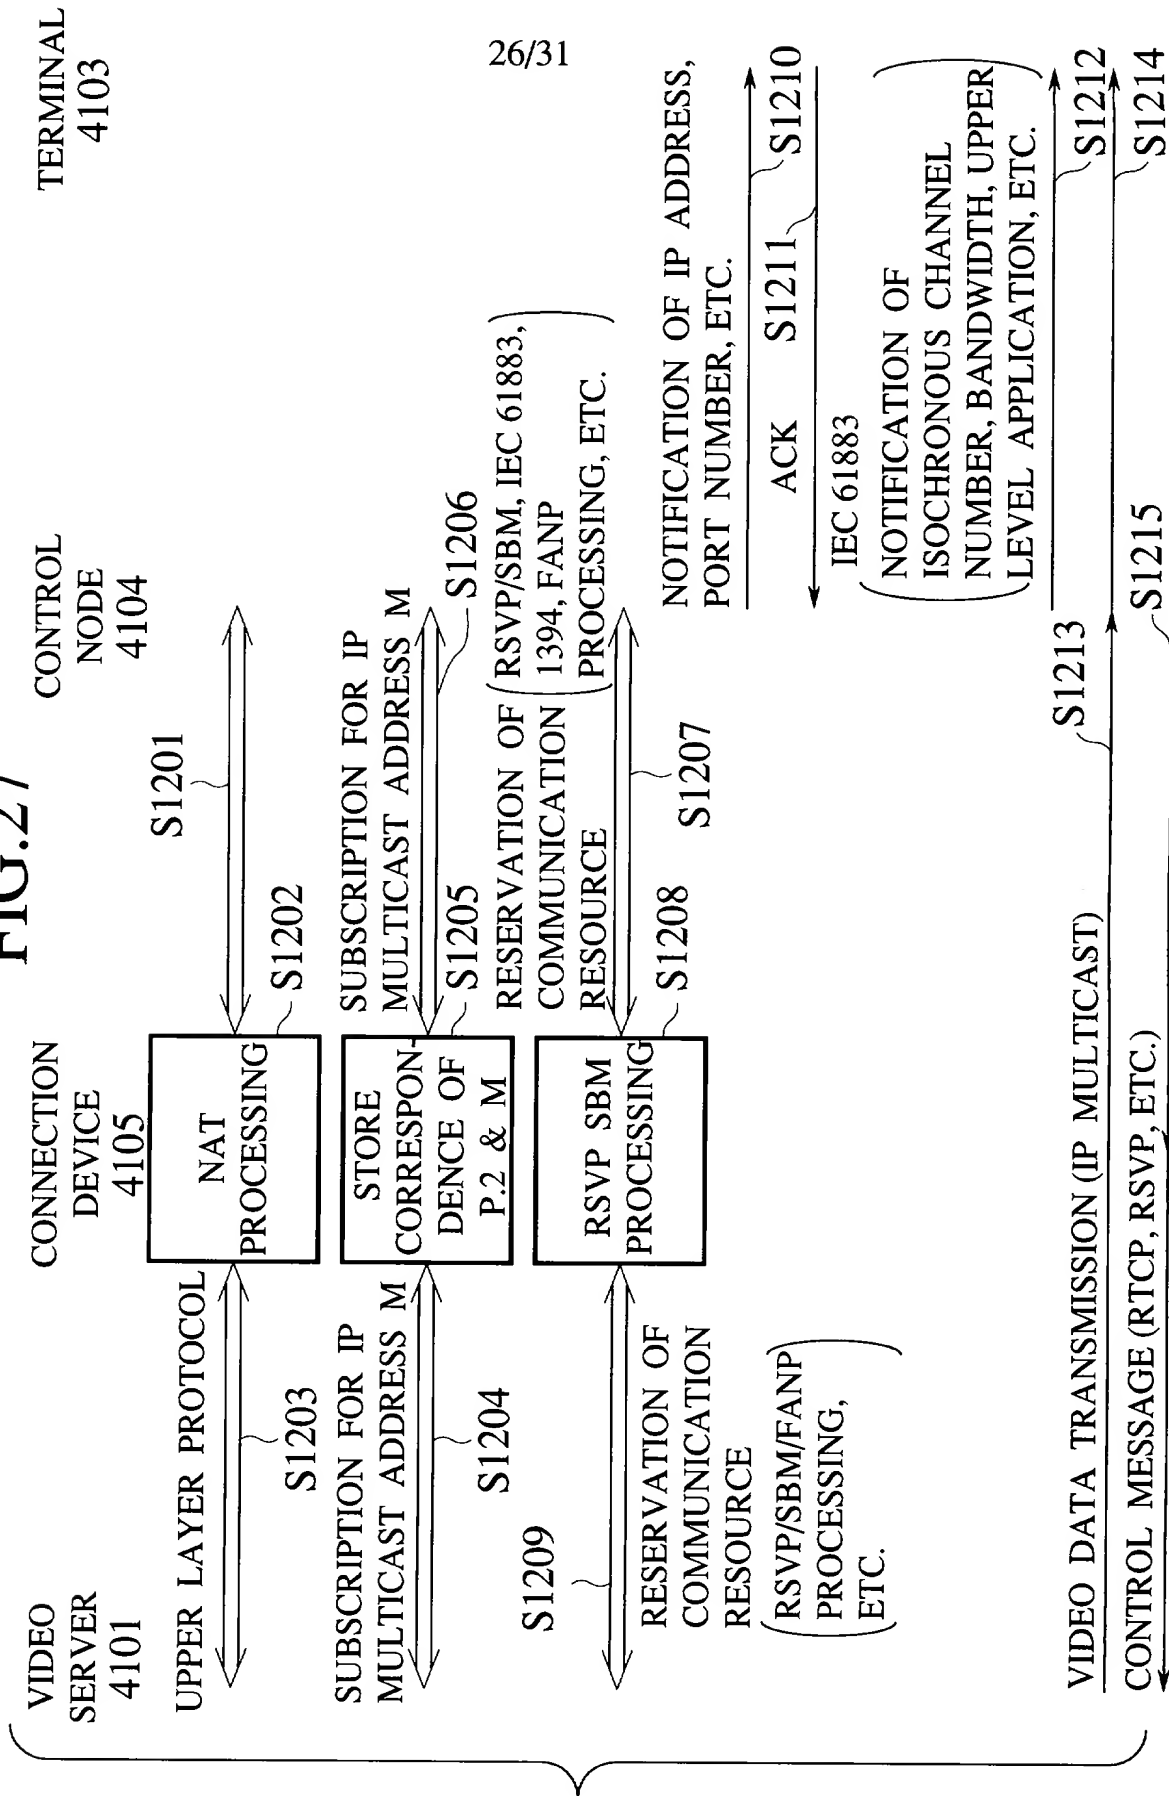 26/31
FIG.27
VIDEO
SERVER
4101
CONNECTION
DEVICE
4105
CONTROL
NODE
4104
TERMINAL
4103
UPPER LAYER PROTOCOL
S1203
NAT
PROCESSING
S1202
S1201
SUBSCRIPTION FOR IP
MULTICAST ADDRESS M
S1204
STORE
CORRESPON
DENCE OF
P.2 & M
S1205
SUBSCRIPTION FOR IP
MULTICAST ADDRESS M
S1206
S1209
RESERVATION OF
COMMUNICATION
RESOURCE
RSVP/SBM/FANP
PROCESSING,
ETC.
RSVP SBM
PROCESSING
S1208
RESERVATION OF
COMMUNICATION
RESOURCE
RSVP/SBM, IEC 61883,
1394, FANP
PROCESSING, ETC.
S1207
NOTIFICATION OF IP ADDRESS,
PORT NUMBER, ETC.
S1210
ACK
S1211
IEC 61883
NOTIFICATION OF
ISOCHRONOUS CHANNEL
NUMBER, BANDWIDTH, UPPER
LEVEL APPLICATION, ETC.
S1212
VIDEO DATA TRANSMISSION (IP MULTICAST)
S1213
S1214
CONTROL MESSAGE (RTCP, RSVP, ETC.)
S1215